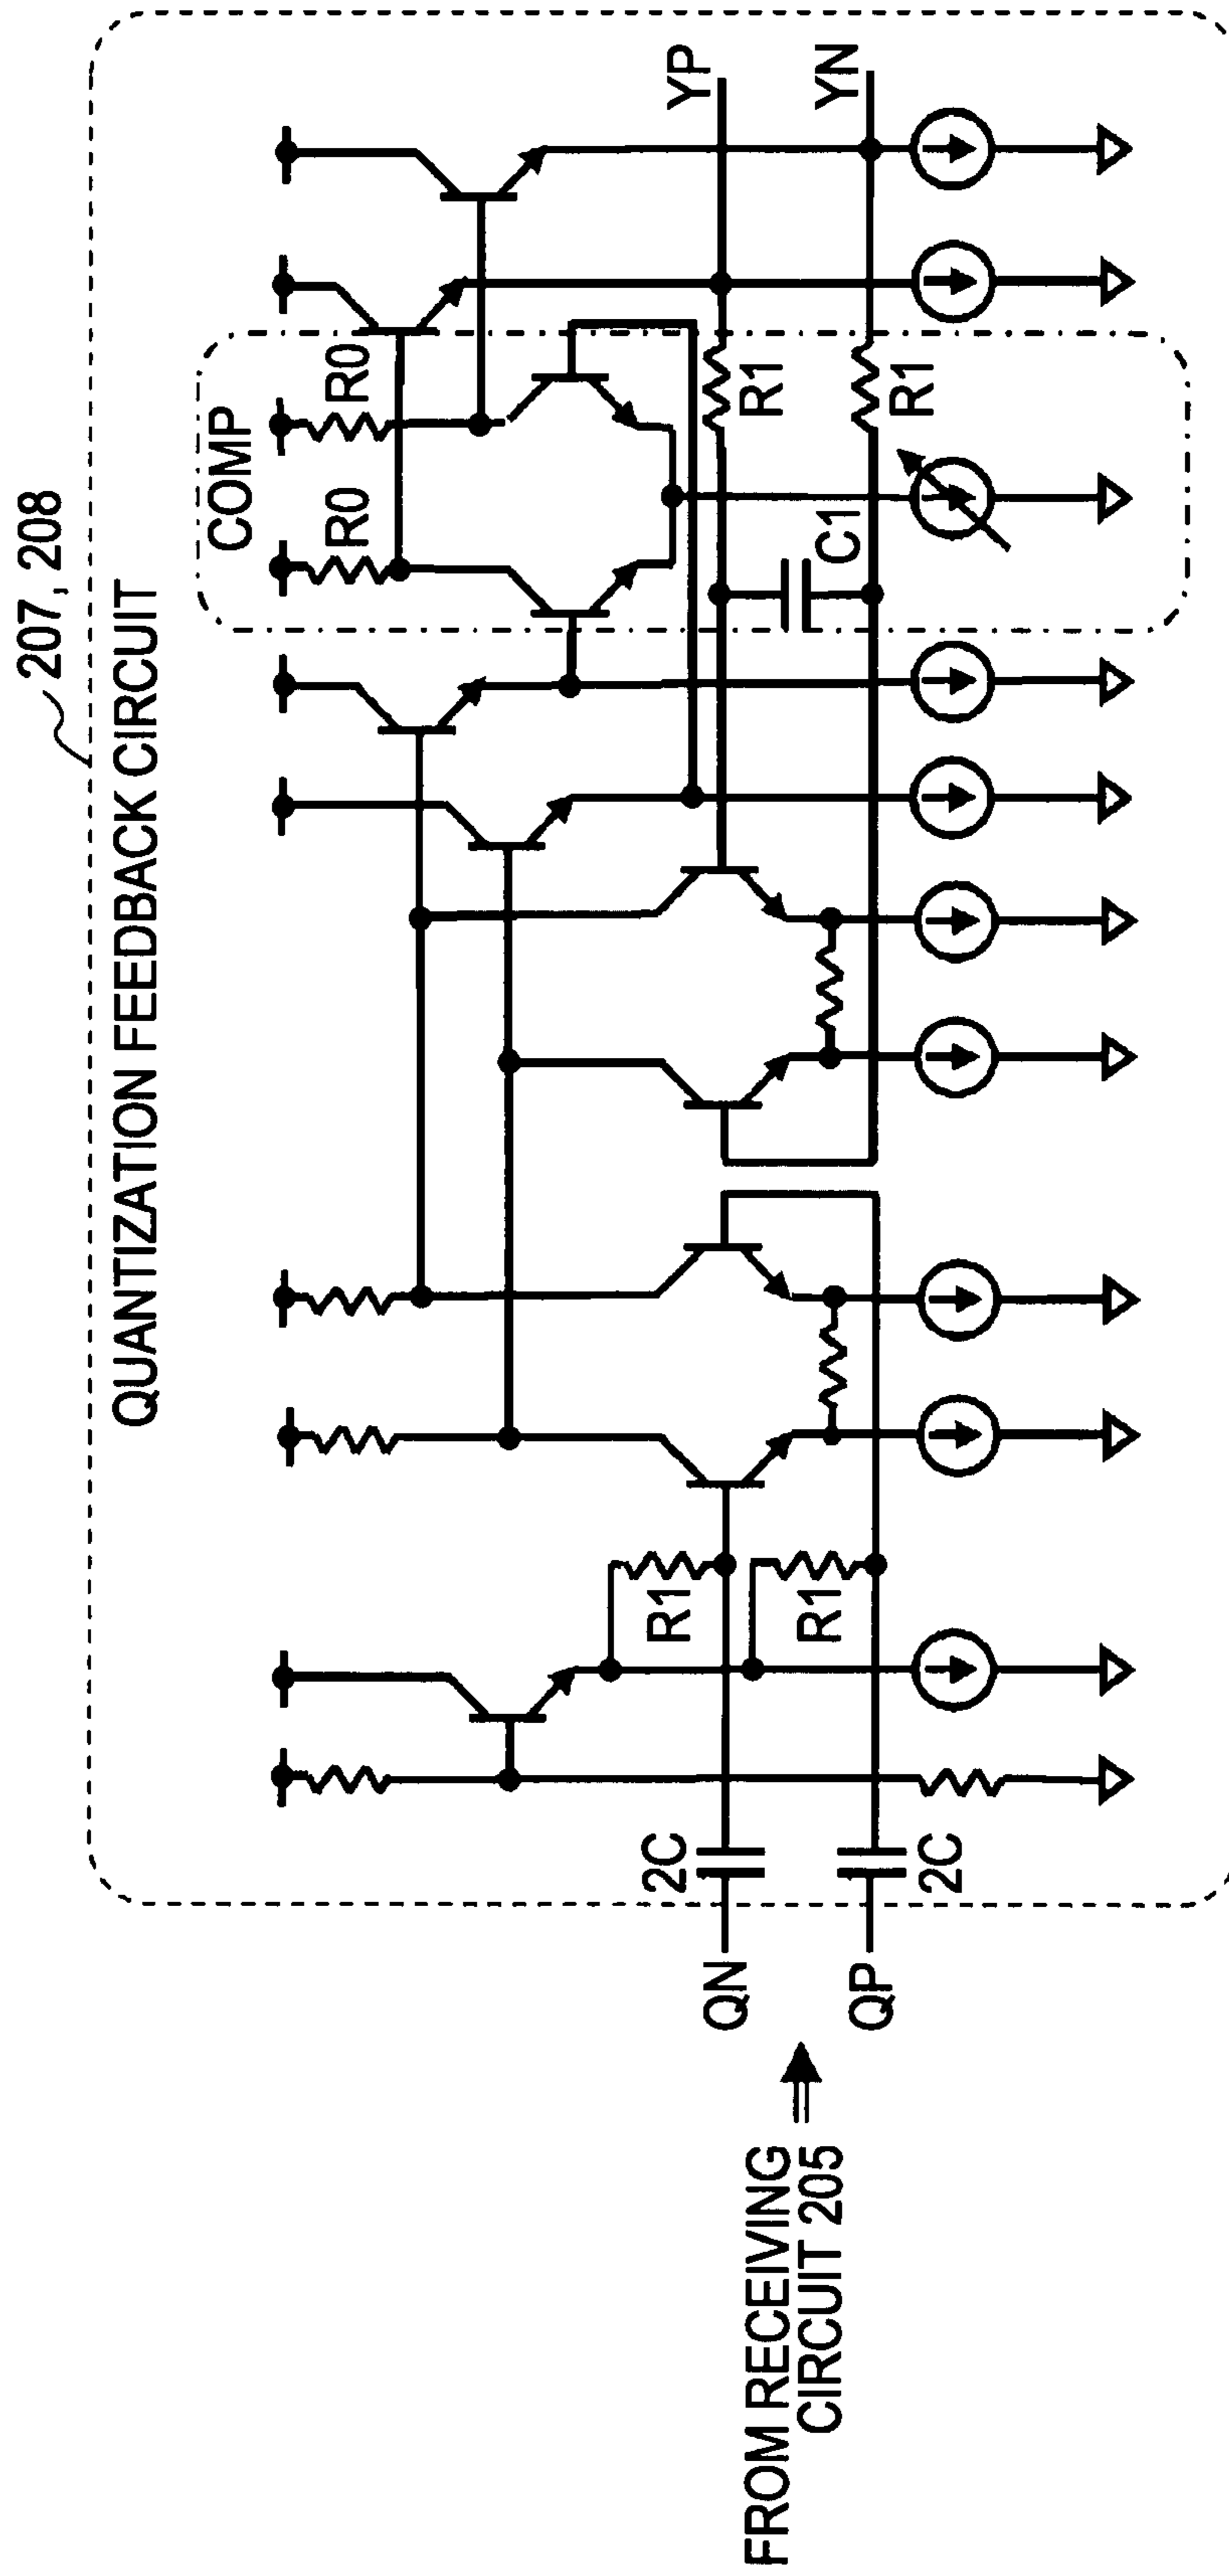 207, 208
QUANTIZATION FEEDBACK CIRCUIT
COMP
R0
R0
YP
YN
R1
R1
C1
R1
R1
2C
2C
QN
QP
FROM RECEIVING
CIRCUIT 205